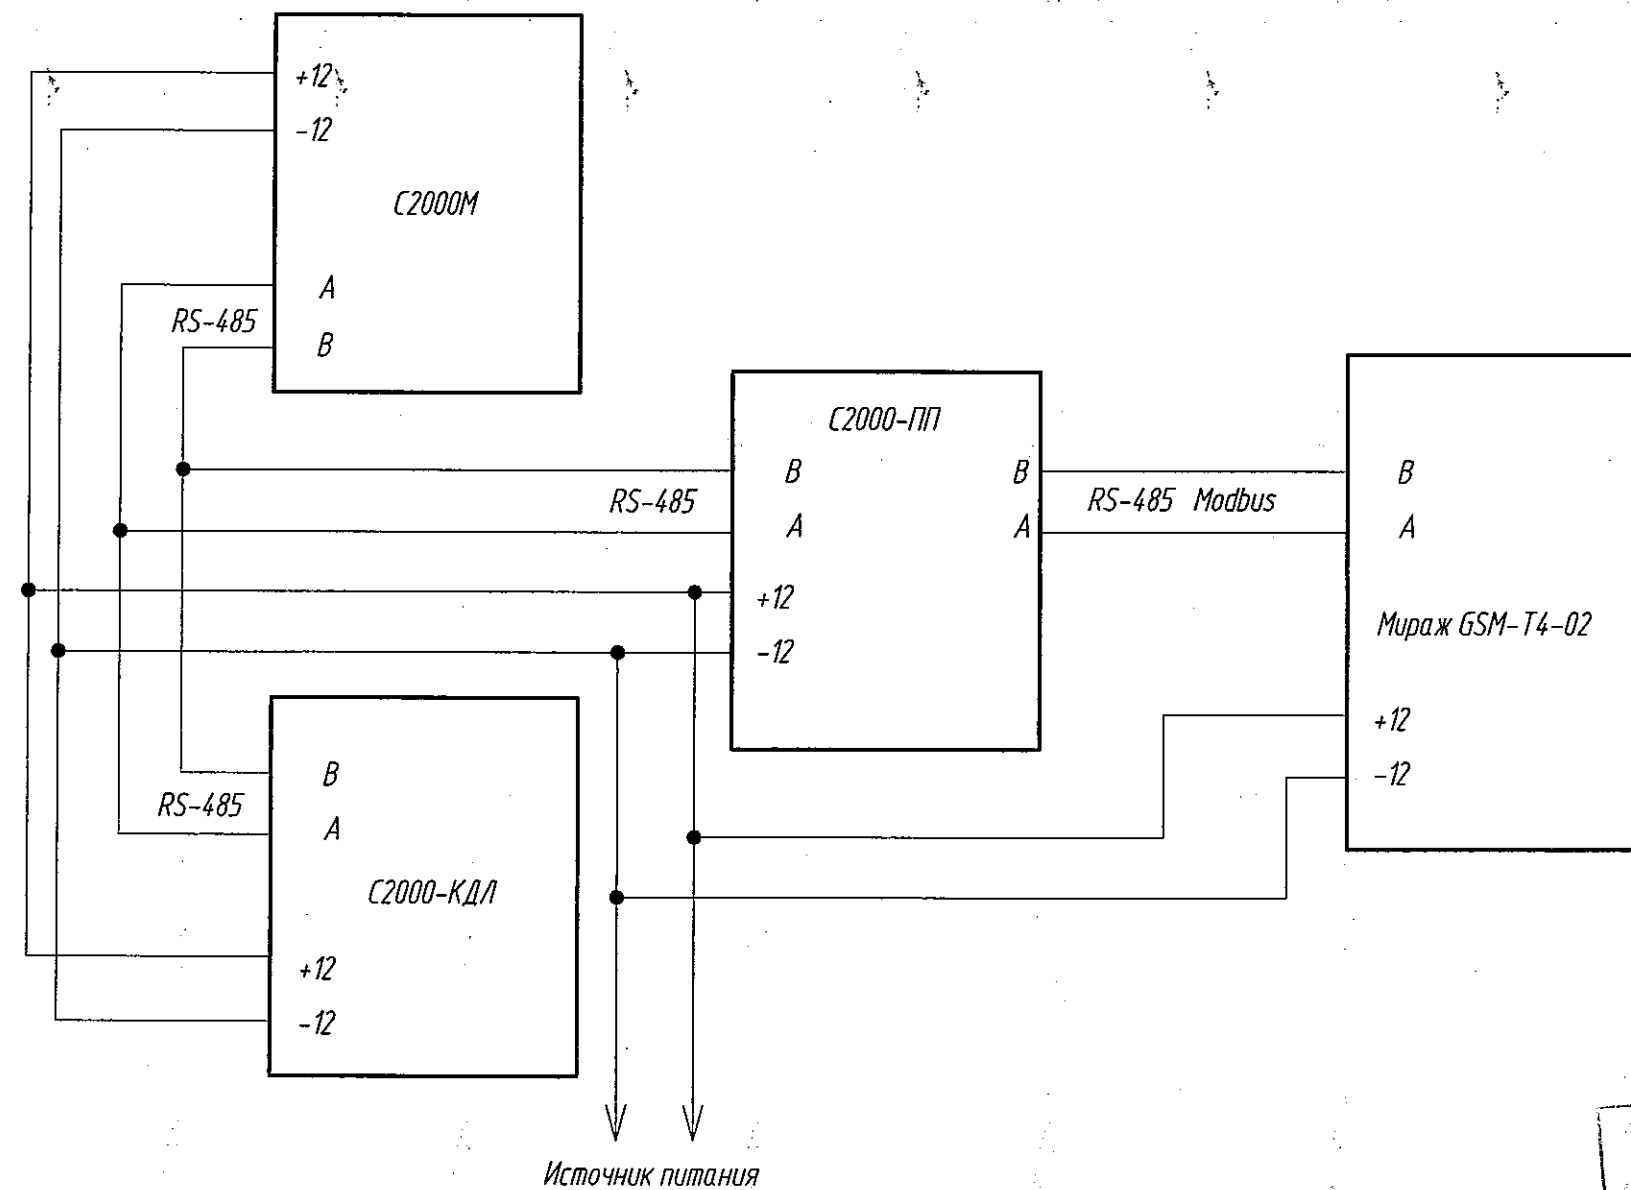 +12
-12
С2000М
A
RS-485
B
С2000-ПП
B
B
B
RS-485
RS-485 Modbus
A
A
A
+12
Мираж GSM-T4-02
-12
+12
B
-12
RS-485
A
С2000-КДЛ
+12
-12
Источник питания